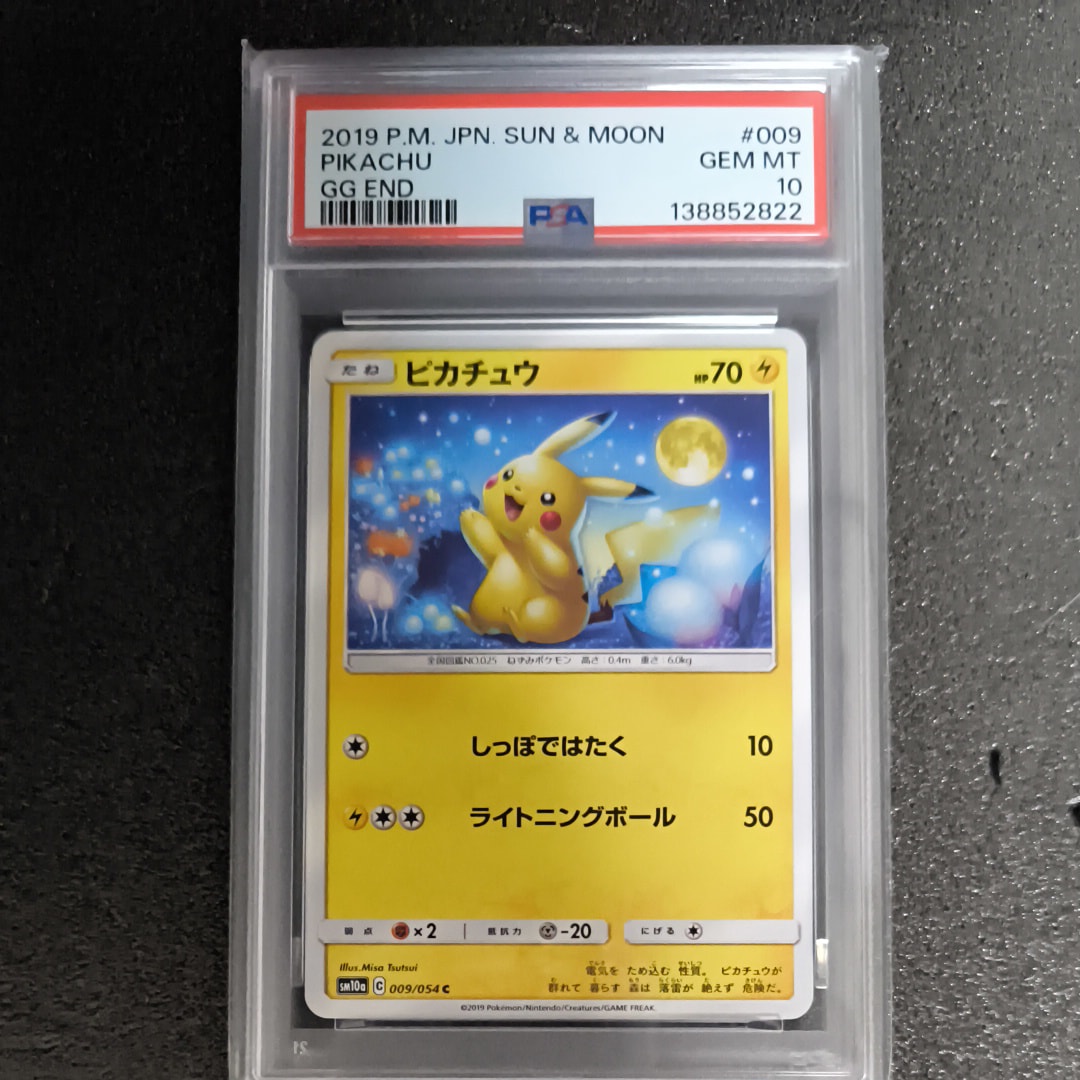 2019 P.M. JPN. SUN & MOON #009
PIKACHU GEM MT
GG END 10
PSA 138852822
たね ピカチュウ HP 70
全国図鑑NO.025 ねずみポケモン 高さ:0.4m 重さ:6.0kg
しっぽではたく 10
ライトニングボール 50
弱点 ×2 抵抗力 -20 にげる
Illus.Misa Tsutsui
電気を ため込む 性質。 ピカチュウが
群れて 暮らす 森は 落雷が 絶えず 危険だ。
SM10a C 009/054 C
©2019 Pokémon/Nintendo/Creatures/GAME FREAK.